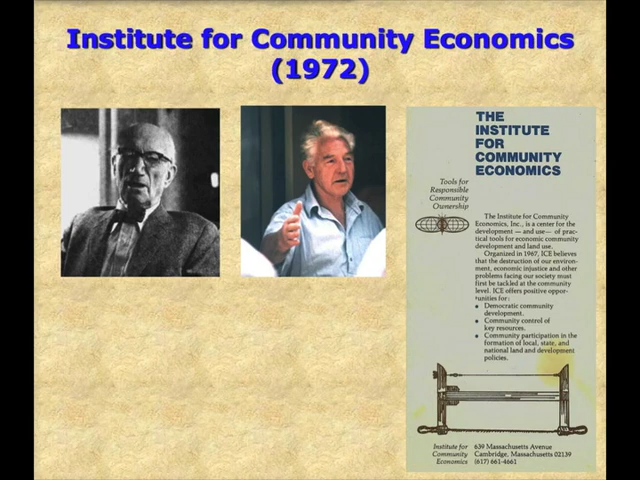 Institute for Community Economics
(1972)
THE
INSTITUTE
FOR
COMMUNITY
ECONOMICS
Tools for
Responsible
Community
Ownership
The Institute for Community
Economics, Inc., is a center for the
development — and use — of prac-
tical tools for economic community
development and land use.
Organized in 1967, ICE believes
that the destruction of our environ-
ment, economic injustice and other
problems facing our society must
first be tackled at the community
level. ICE offers positive oppor-
tunities for:
• Democratic community
development.
• Community control of
key resources.
• Community participation in the
formation of local, state, and
national land and development
policies.
Institute for 639 Massachusetts Avenue
Community Cambridge, Massachusetts 02139
Economics (617) 661-4661